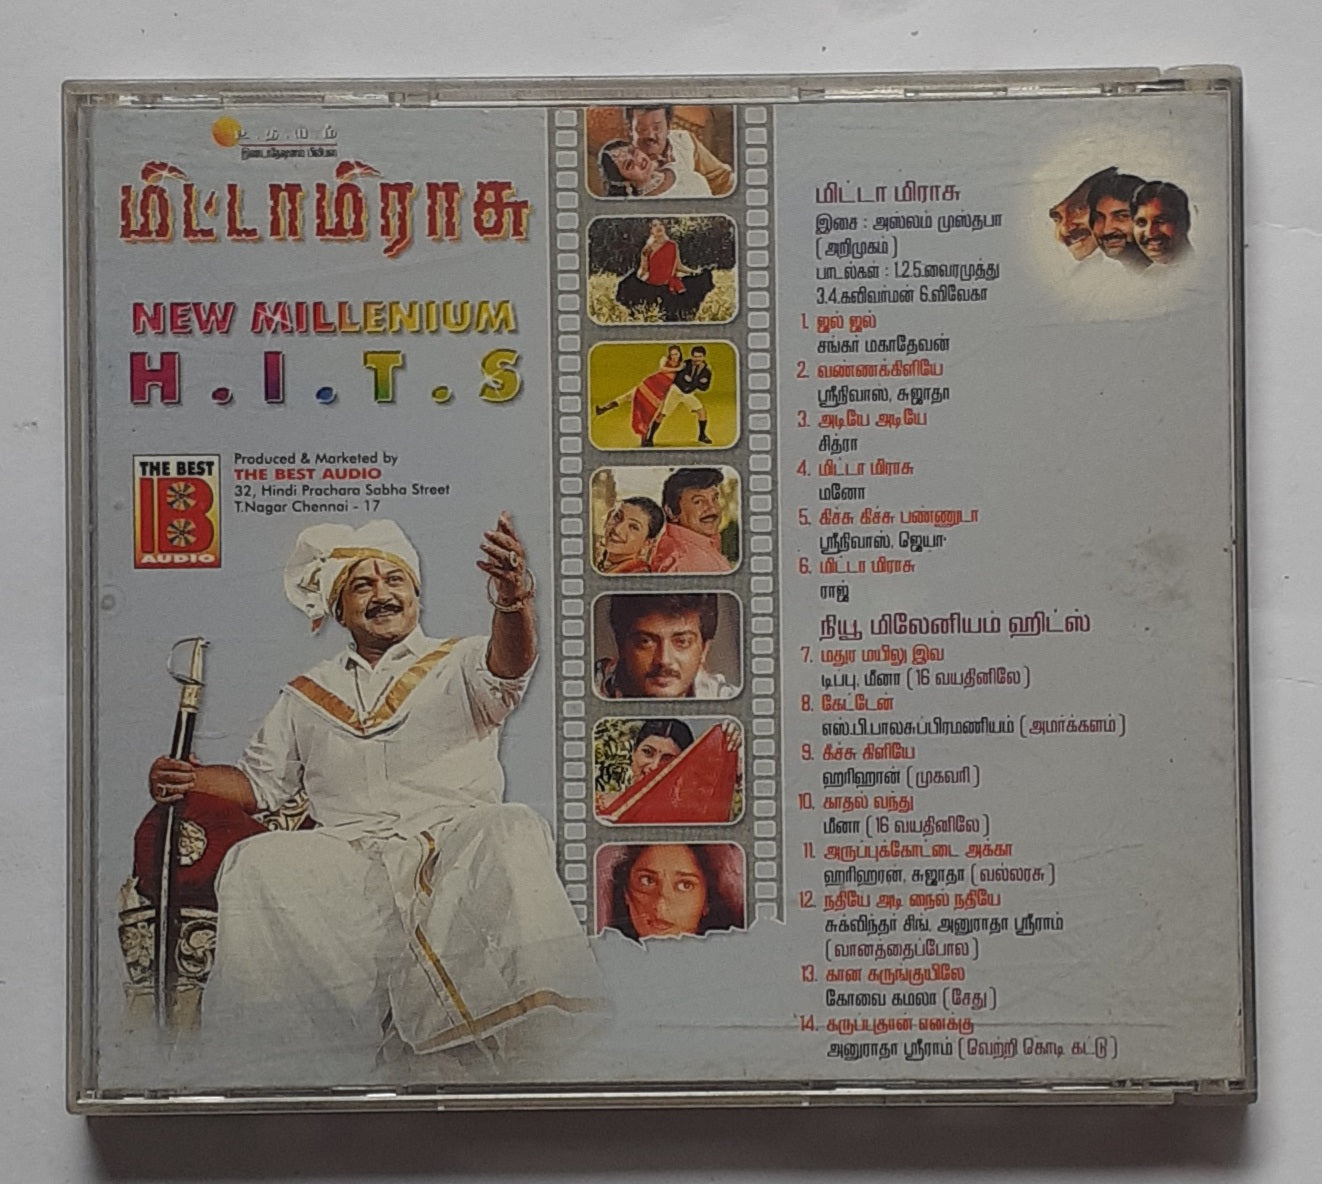 உ.த.ய.ம்
மிட்டாமிராசு
NEW MILLENIUM
H.I.T.S
THE BEST
B
AUDIO
Produced & Marketed by
THE BEST AUDIO
32, Hindi Prachara Sabha Street
T.Nagar Chennai - 17
மிட்டா மிராசு
இசை : அஸ்லம் முஸ்தபா
(அறிமுகம்)
பாடல்கள் : 1.2.5.வைரமுத்து
3.4.கலிவர்மன் 6.விவேகா
1. ஜல் ஜல்
சங்கர் மகாதேவன்
2. வண்ணக்கிளியே
ஸ்ரீநிவாஸ், சுஜாதா
3. அடியே அடியே
சித்ரா
4. மிட்டா மிராசு
மனோ
5. கிச்சு கிச்சு பண்ணுடா
ஸ்ரீநிவாஸ், ஜெயா
6. மிட்டா மிராசு
ராஜ்
நியூ மிலேனியம் ஹிட்ஸ்
7. மதுர மயிலு இவ
டிப்பு, மீனா (16 வயதினிலே)
8. கேட்டேன்
எஸ்.பி.பாலசுப்பிரமணியம் (அமர்க்களம்)
9. கீச்சு கிளியே
ஹரிஹரன் (முகவரி)
10. காதல் வந்து
மீனா (16 வயதினிலே)
11. அருப்புக்கோட்டை அக்கா
ஹரிஹரன், சுஜாதா (வல்லரசு)
12. நதியே அடி நைல் நதியே
சுக்விந்தர் சிங், அனுராதா ஸ்ரீராம்
(வானத்தைப்போல)
13. கான கருங்குயிலே
கோவை கமலா (சேது)
14. கருப்புதான் எனக்கு
அனுராதா ஸ்ரீராம் (வெற்றி கொடி கட்டு)